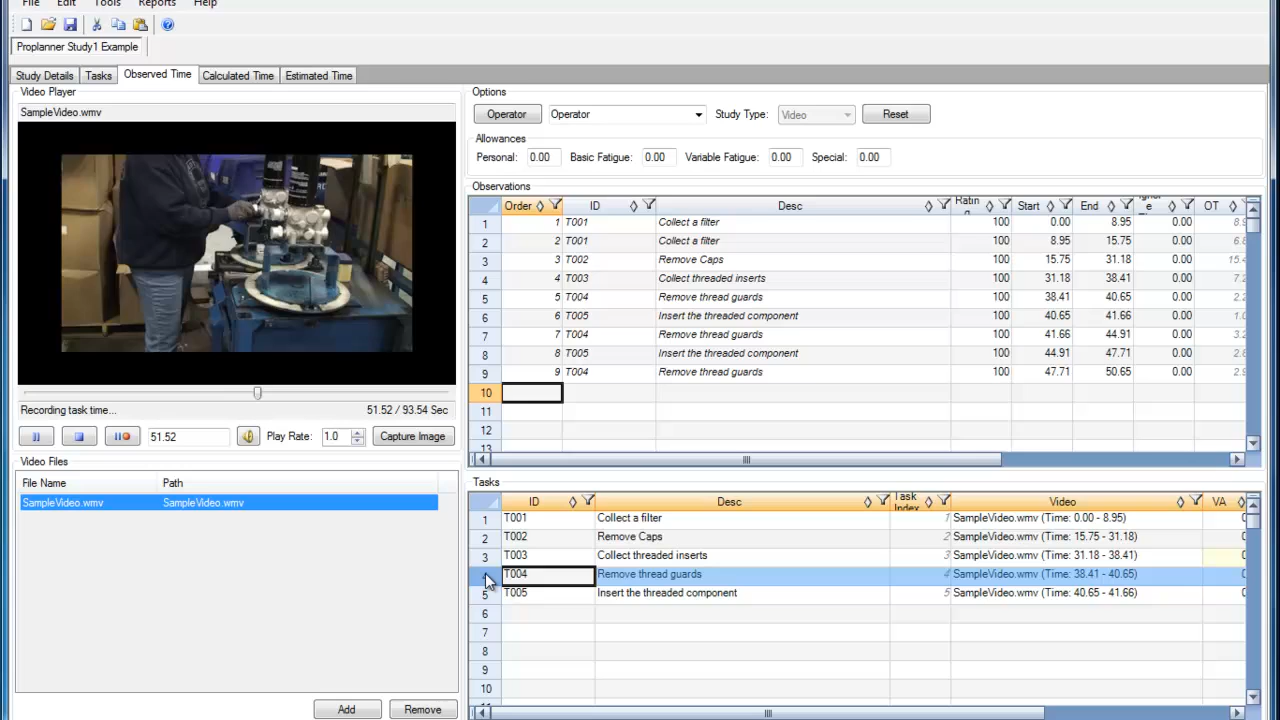 File Edit Tools Reports Help
Proplanner Study1 Example
Study Details Tasks Observed Time Calculated Time Estimated Time
Video Player
SampleVideo.wmv
Recording task time... 51.52 / 93.54 Sec
51.52 Play Rate: 1.0 Capture Image
Video Files
File Name Path
SampleVideo.wmv SampleVideo.wmv
Add Remove
Options
Operator Operator Study Type: Video Reset
Allowances
Personal: 0.00 Basic Fatigue: 0.00 Variable Fatigue: 0.00 Special: 0.00
Observations
Order ID Desc Ratin g Start End e OT
1 1 T001 Collect a filter 100 0.00 8.95 0.00
2 2 T001 Collect a filter 100 8.95 15.75 0.00
3 3 T002 Remove Caps 100 15.75 31.18 0.00
4 4 T003 Collect threaded inserts 100 31.18 38.41 0.00
5 5 T004 Remove thread guards 100 38.41 40.65 0.00
6 6 T005 Insert the threaded component 100 40.65 41.66 0.00
7 7 T004 Remove thread guards 100 41.66 44.91 0.00
8 8 T005 Insert the threaded component 100 44.91 47.71 0.00
9 9 T004 Remove thread guards 100 47.71 50.65 0.00
10
11
12
13
Tasks
ID Desc Task Index Video VA
1 T001 Collect a filter 1 SampleVideo.wmv (Time: 0.00 - 8.95)
2 T002 Remove Caps 2 SampleVideo.wmv (Time: 15.75 - 31.18)
3 T003 Collect threaded inserts 3 SampleVideo.wmv (Time: 31.18 - 38.41)
T004 Remove thread guards 4 SampleVideo.wmv (Time: 38.41 - 40.65)
5 T005 Insert the threaded component 5 SampleVideo.wmv (Time: 40.65 - 41.66)
6
7
8
9
10